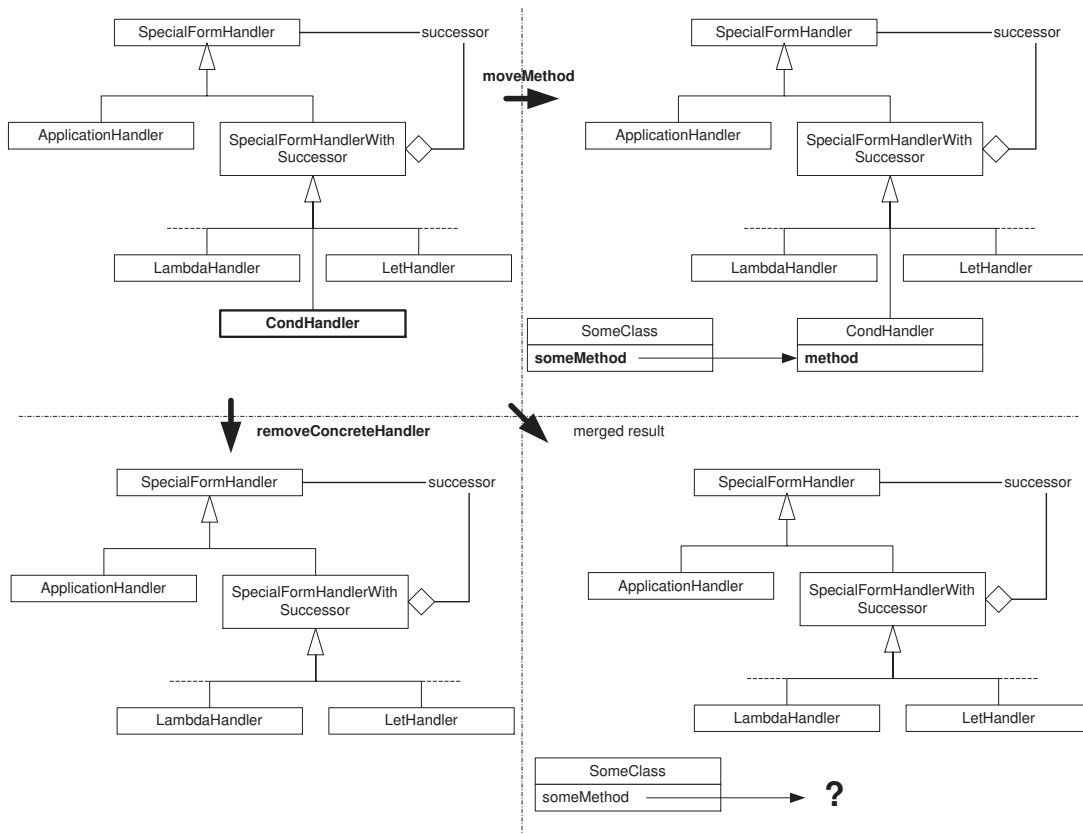 SpecialFormHandler
successor
ApplicationHandler
SpecialFormHandlerWith
Successor
LambdaHandler
LetHandler
CondHandler
moveMethod
SpecialFormHandler
successor
ApplicationHandler
SpecialFormHandlerWith
Successor
LambdaHandler
LetHandler
SomeClass
someMethod
CondHandler
method
removeConcreteHandler
SpecialFormHandler
successor
ApplicationHandler
SpecialFormHandlerWith
Successor
LambdaHandler
LetHandler
merged result
SpecialFormHandler
successor
ApplicationHandler
SpecialFormHandlerWith
Successor
LambdaHandler
LetHandler
SomeClass
someMethod
?